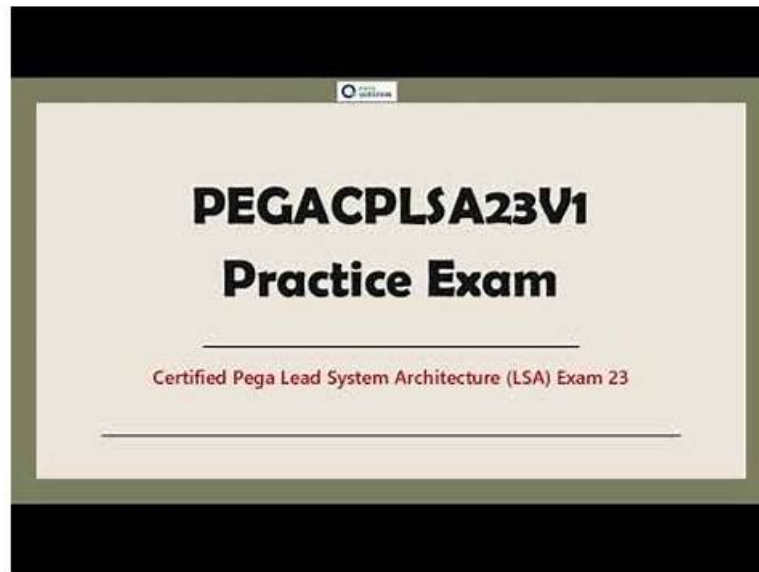 PEGACPLSA23V1
Practice Exam
Certified Pega Lead System Architecture (LSA) Exam 23